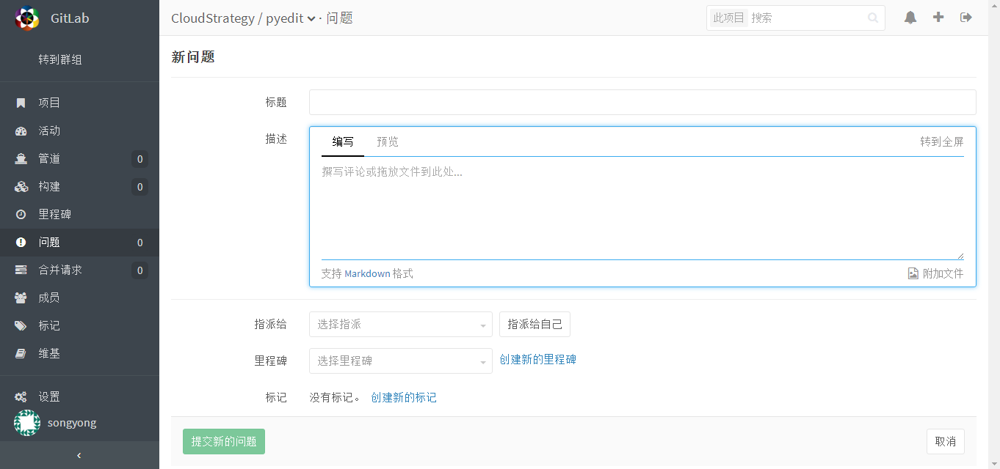 GitLab
转到群组
项目
活动
管道 0
构建 0
里程碑
问题 0
合并请求 0
成员
标记
维基
设置
songyong
CloudStrategy / pyedit · 问题
此项目 搜索
新问题
标题
描述
编写 预览 转到全屏
撰写评论或拖放文件到此处...
支持 Markdown 格式 附加文件
指派给 选择指派 指派给自己
里程碑 选择里程碑 创建新的里程碑
标记 没有标记。 创建新的标记
提交新的问题 取消